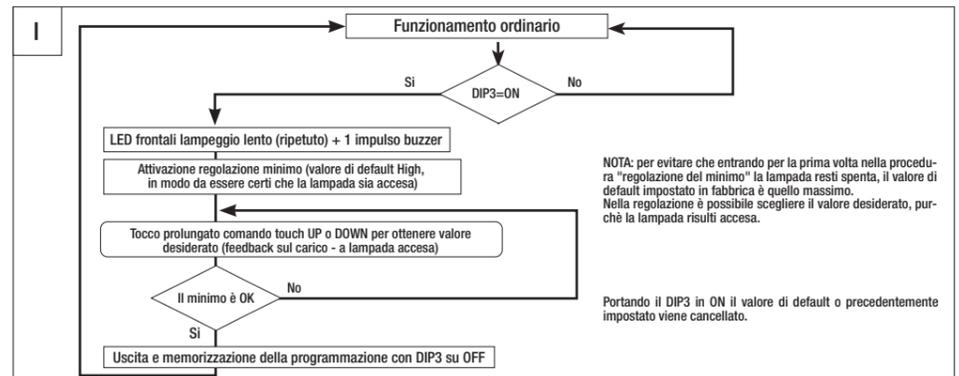 I
Funzionamento ordinario
Si
DIP3=ON
No
LED frontali lampeggio lento (ripetuto) + 1 impulso buzzer
Attivazione regolazione minimo (valore di default High,
in modo da essere certi che la lampada sia accesa)
Tocco prolungato comando touch UP o DOWN per ottenere valore
desiderato (feedback sul carico - a lampada accesa)
Il minimo è OK
No
Si
Uscita e memorizzazione della programmazione con DIP3 su OFF
NOTA: per evitare che entrando per la prima volta nella procedu-
ra "regolazione del minimo" la lampada resti spenta, il valore di
default impostato in fabbrica è quello massimo.
Nella regolazione è possibile scegliere il valore desiderato, pur-
chè la lampada risulti accesa.
Portando il DIP3 in ON il valore di default o precedentemente
impostato viene cancellato.